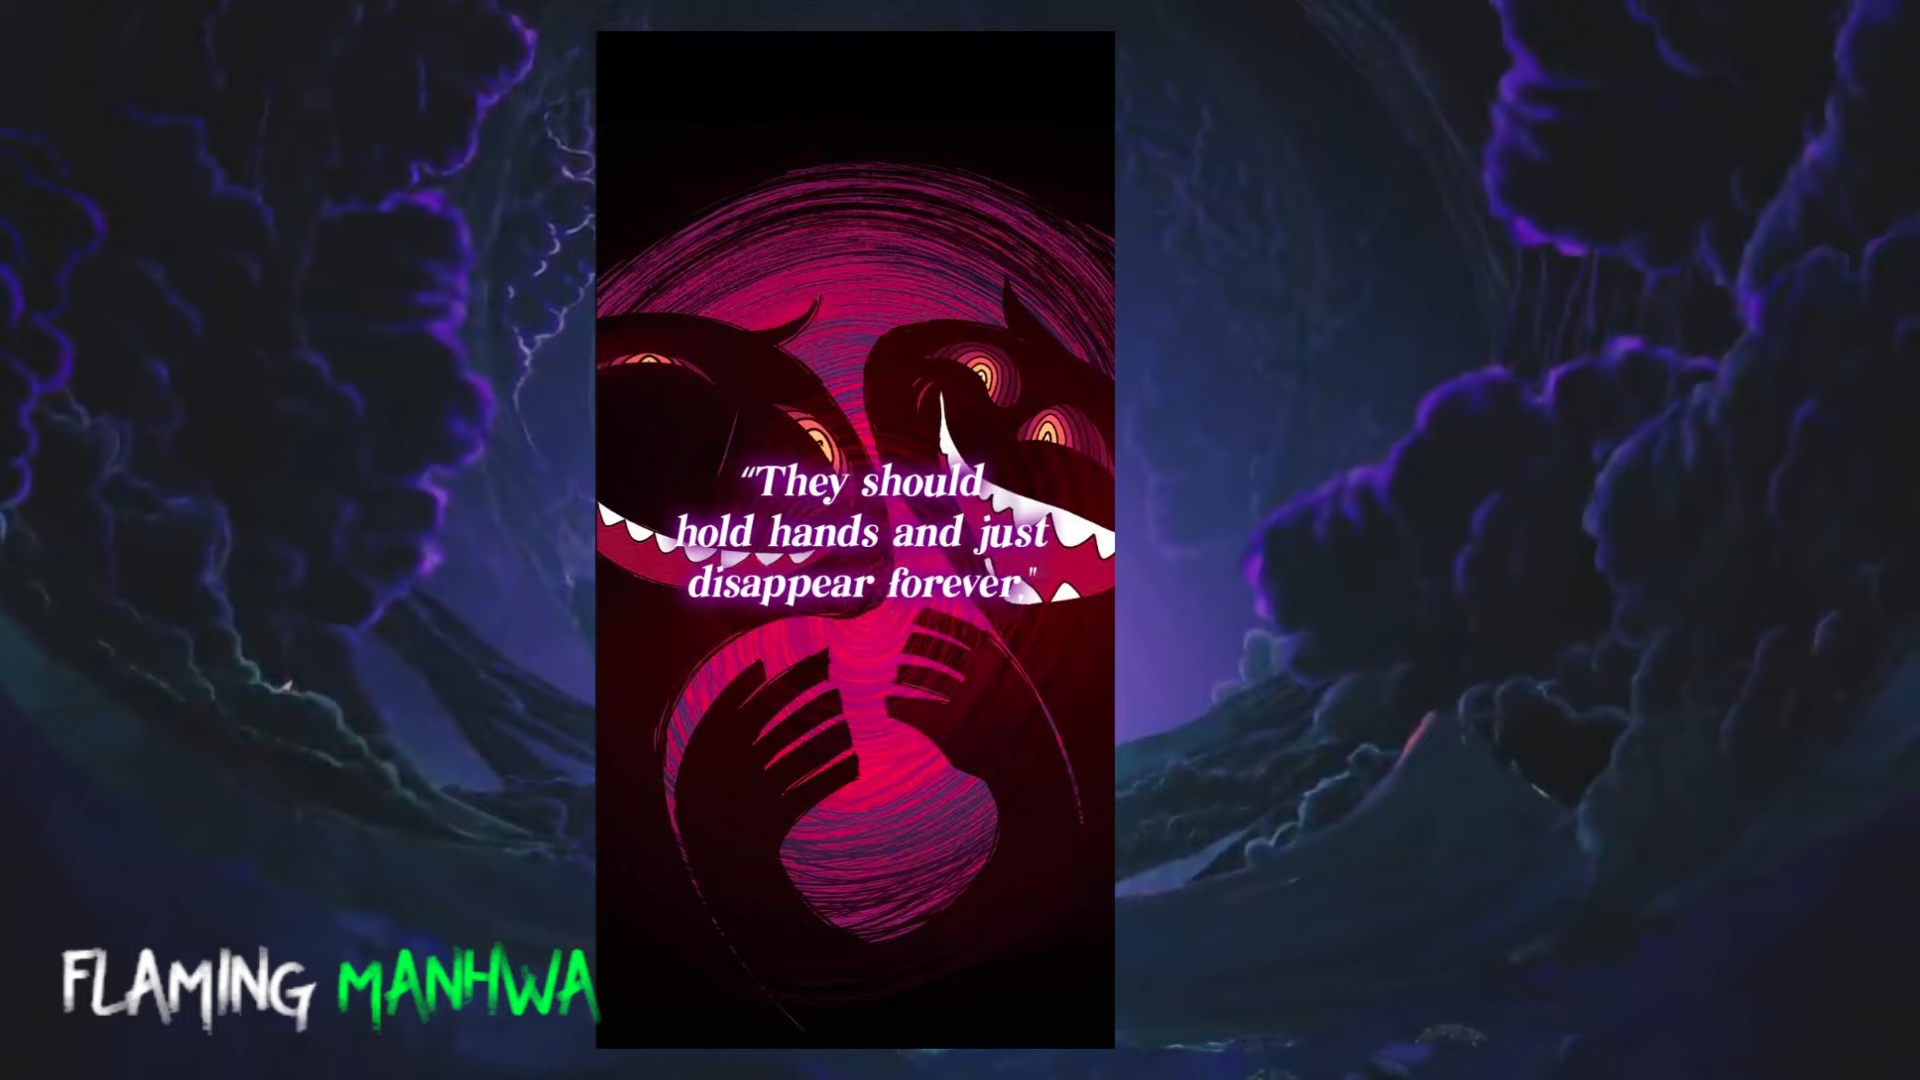 “They should
hold hands and just
disappear forever."
FLAMING MANHWA